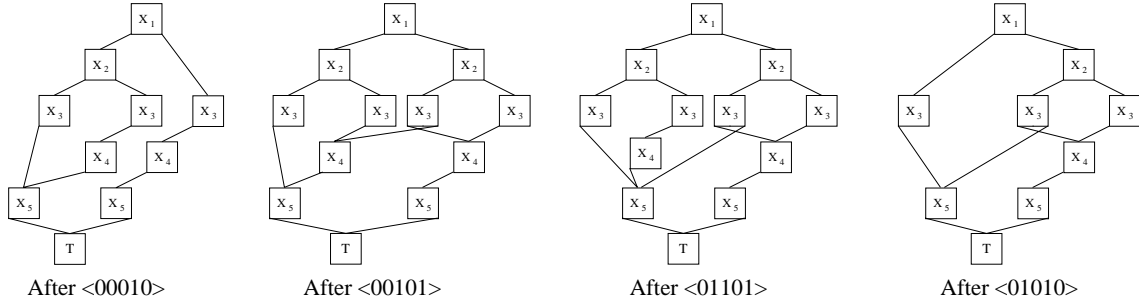 X1 X1 X1 X1
X2 X2 X2 X2 X2 X2
X3 X3 X3 X3 X3 X3 X3 X3 X3 X3 X3 X3 X3 X3
X4 X4 X4 X4 X4 X4 X4
X5 X5 X5 X5 X5 X5 X5 X5
T T T T
After <00010> After <00101> After <01101> After <01010>